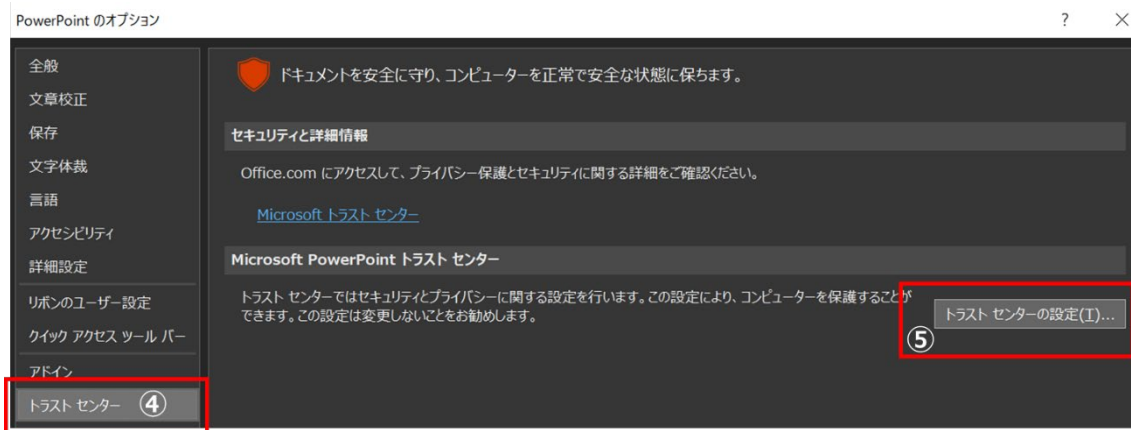 PowerPoint のオプション
?
×
全般
文章校正
保存
文字体裁
言語
アクセシビリティ
詳細設定
リボンのユーザー設定
クイック アクセス ツール バー
アドイン
トラスト センター ④
ドキュメントを安全に守り、コンピューターを正常で安全な状態に保ちます。
セキュリティと詳細情報
Office.com にアクセスして、プライバシー保護とセキュリティに関する詳細をご確認ください。
Microsoft トラスト センター
Microsoft PowerPoint トラスト センター
トラスト センターではセキュリティとプライバシーに関する設定を行います。この設定により、コンピューターを保護することが
できます。この設定は変更しないことをお勧めします。
トラスト センターの設定(T)...
⑤